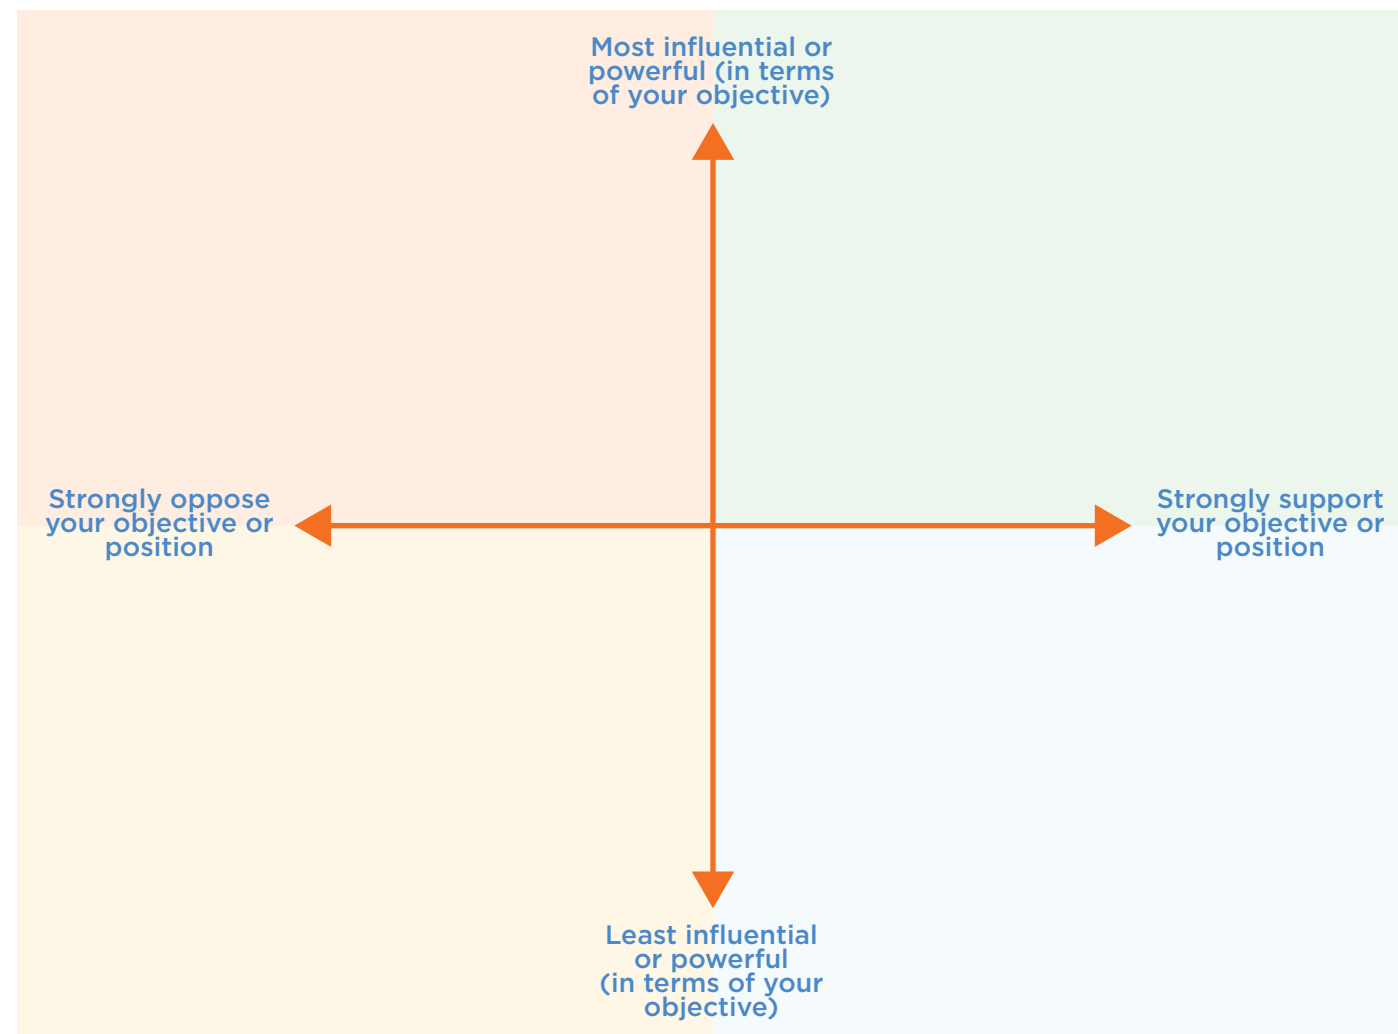 Most influential or
powerful (in terms
of your objective)
Strongly oppose
your objective or
position
Strongly support
your objective or
position
Least influential
or powerful
(in terms of your
objective)